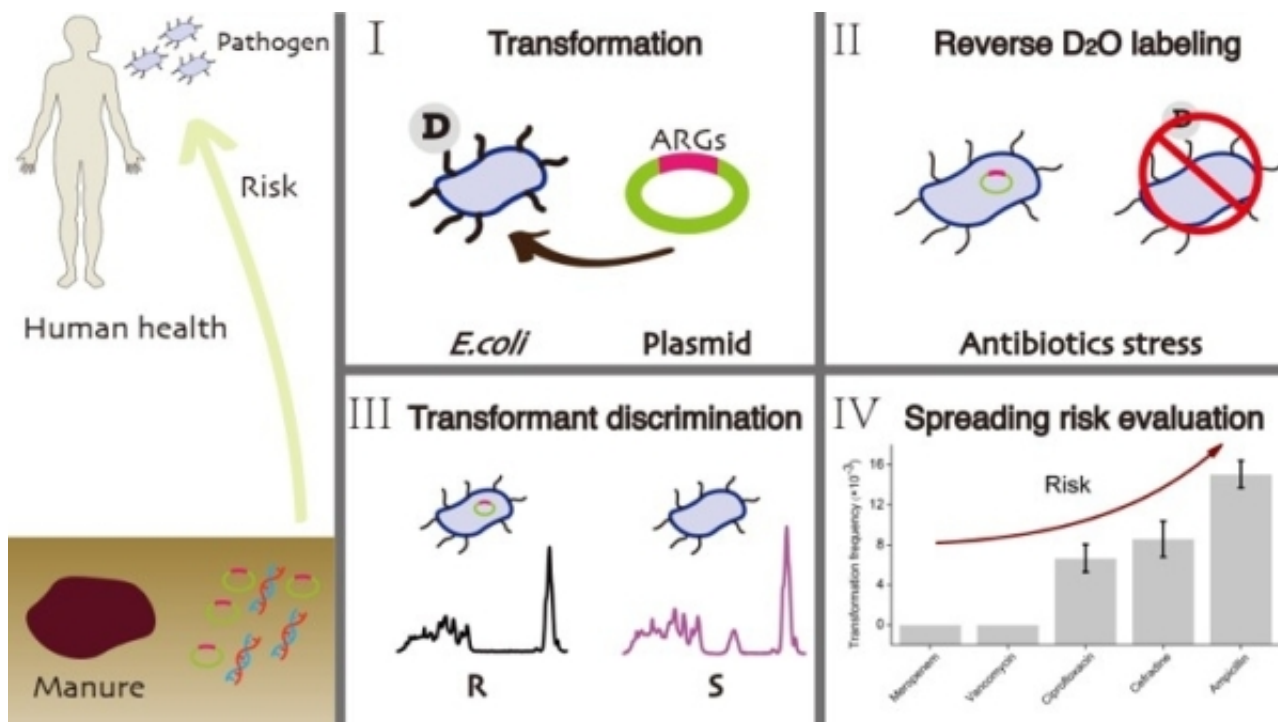 Pathogen
Risk
Human health
Manure
I
Transformation
D
ARGs
E.coli
Plasmid
II
Reverse D2O labeling
D
Antibiotics stress
III
Transformant discrimination
R
S
IV
Spreading risk evaluation
Transformation frequency (×10⁻³)
16
12
8
4
0
Risk
Meropenem
Vancomycin
Ciprofloxacin
Cefradine
Ampicillin